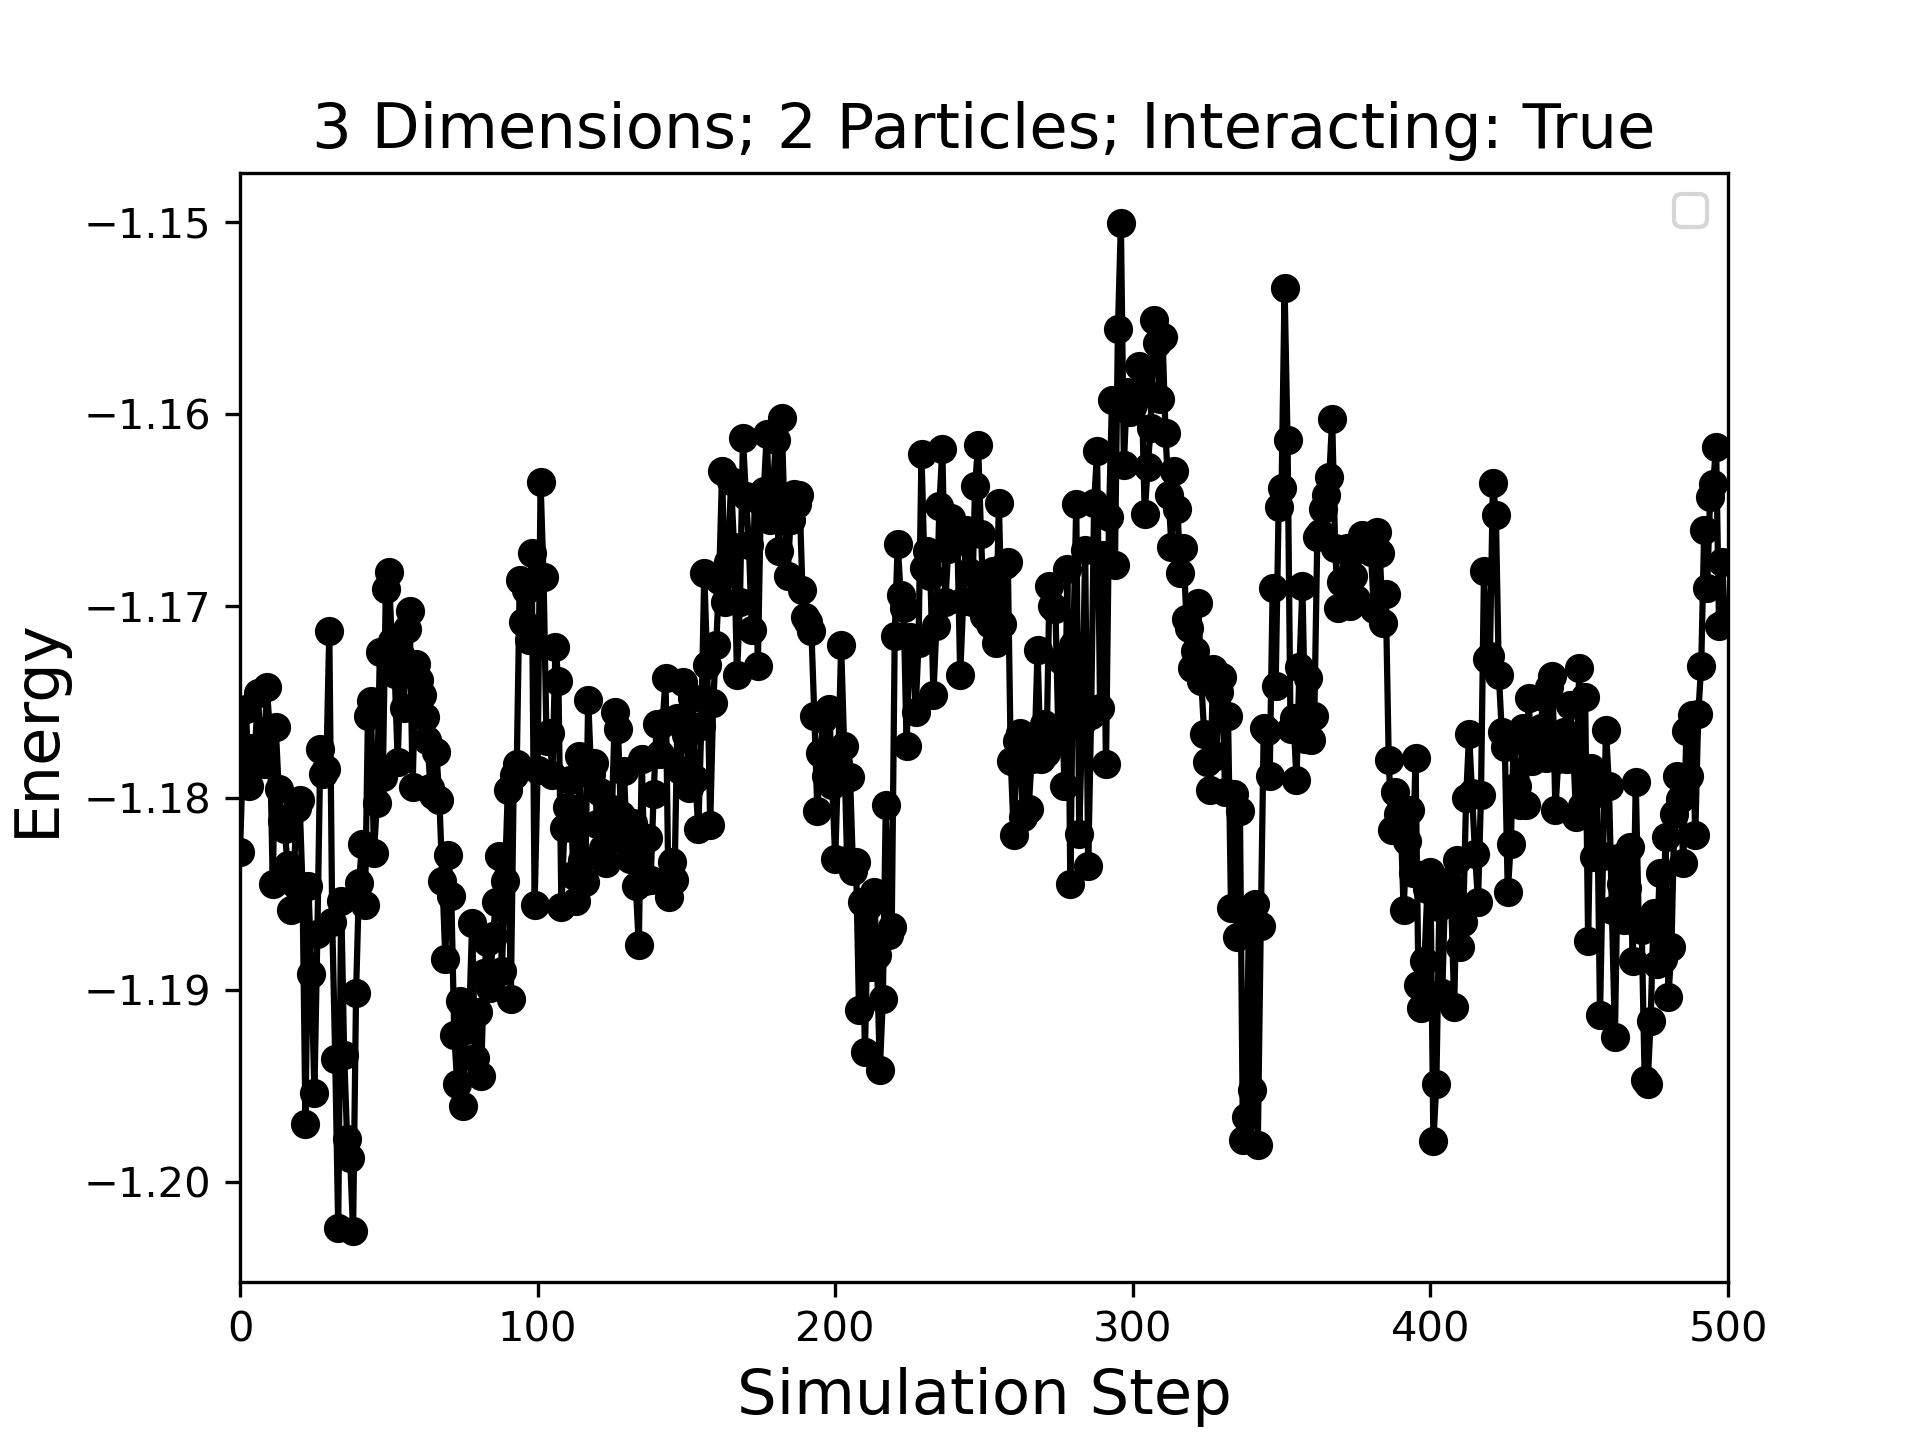 3 Dimensions; 2 Particles; Interacting: True
Energy
−1.15
−1.16
−1.17
−1.18
−1.19
−1.20
0 100 200 300 400 500
Simulation Step